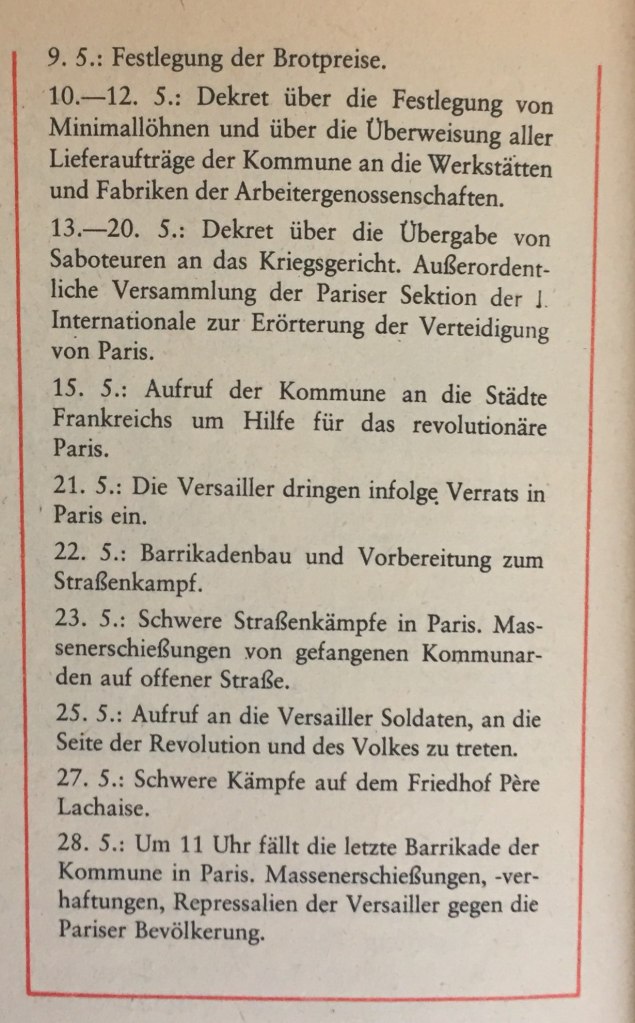 9. 5.: Festlegung der Brotpreise.
10.—12. 5.: Dekret über die Festlegung von
Minimallöhnen und über die Überweisung aller
Lieferaufträge der Kommune an die Werkstätten
und Fabriken der Arbeitergenossenschaften.
13.—20. 5.: Dekret über die Übergabe von
Saboteuren an das Kriegsgericht. Außerordent-
liche Versammlung der Pariser Sektion der I.
Internationale zur Erörterung der Verteidigung
von Paris.
15. 5.: Aufruf der Kommune an die Städte
Frankreichs um Hilfe für das revolutionäre
Paris.
21. 5.: Die Versailler dringen infolge Verrats in
Paris ein.
22. 5.: Barrikadenbau und Vorbereitung zum
Straßenkampf.
23. 5.: Schwere Straßenkämpfe in Paris. Mas-
senerschießungen von gefangenen Kommunar-
den auf offener Straße.
25. 5.: Aufruf an die Versailler Soldaten, an die
Seite der Revolution und des Volkes zu treten.
27. 5.: Schwere Kämpfe auf dem Friedhof Père
Lachaise.
28. 5.: Um 11 Uhr fällt die letzte Barrikade der
Kommune in Paris. Massenerschießungen, -ver-
haftungen, Repressalien der Versailler gegen die
Pariser Bevölkerung.